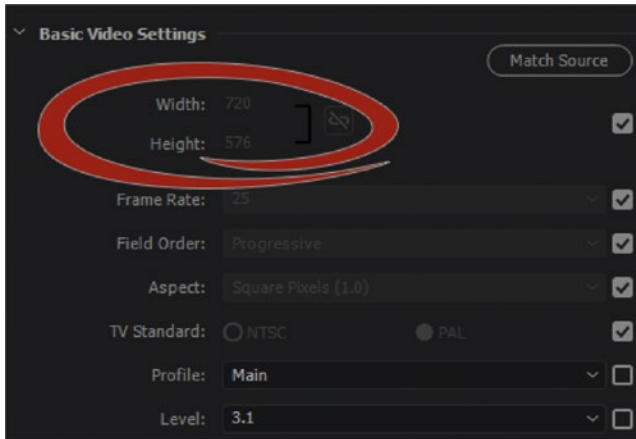 Basic Video Settings
Match Source
Width: 720
Height: 576
Frame Rate: 25
Field Order: Progressive
Aspect: Square Pixels (1.0)
TV Standard: NTSC PAL
Profile: Main
Level: 3.1